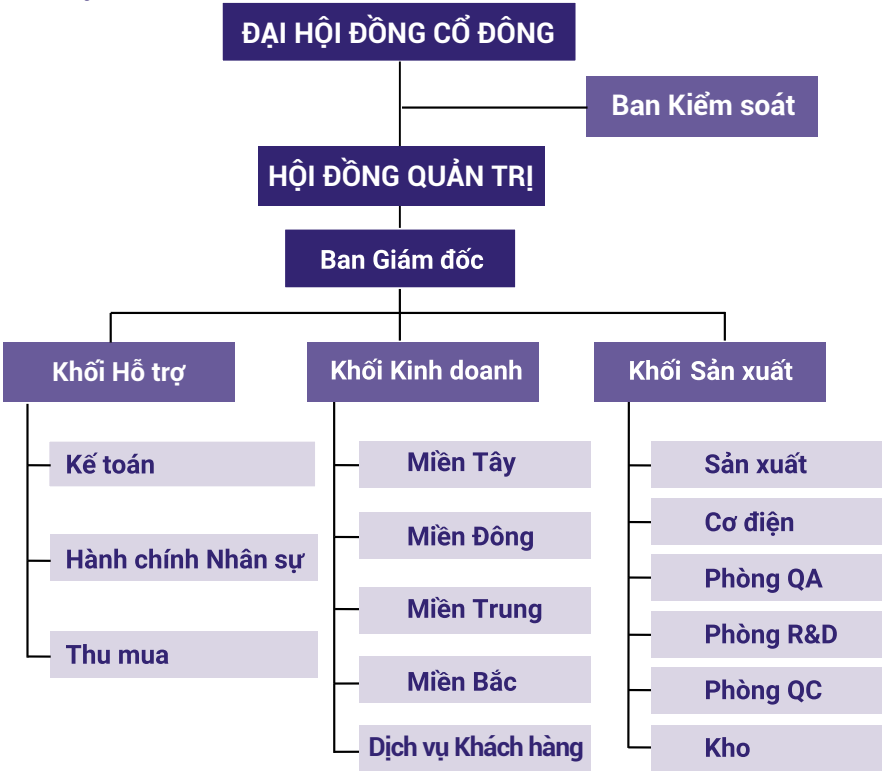 ĐẠI HỘI ĐỒNG CỔ ĐÔNG
Ban Kiểm soát
HỘI ĐỒNG QUẢN TRỊ
Ban Giám đốc
Khối Hỗ trợ
Kế toán
Hành chính Nhân sự
Thu mua
Khối Kinh doanh
Miền Tây
Miền Đông
Miền Trung
Miền Bắc
Dịch vụ Khách hàng
Khối Sản xuất
Sản xuất
Cơ điện
Phòng QA
Phòng R&D
Phòng QC
Kho